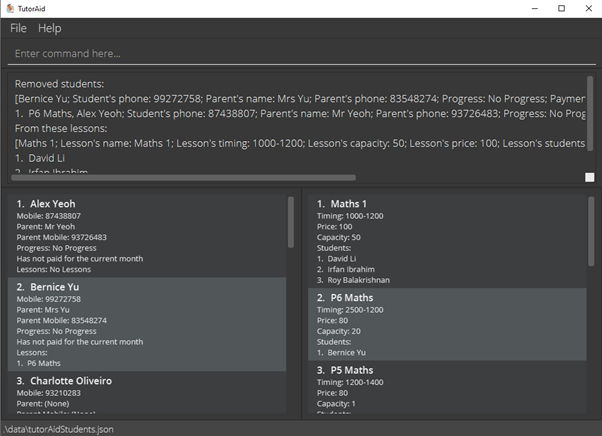 TutorAid
File Help
Enter command here...
Removed students:
[Bernice Yu; Student's phone: 99272758; Parent's name: Mrs Yu; Parent's phone: 83548274; Progress: No Progress; Paymer
1. P6 Maths, Alex Yeoh; Student's phone: 87438807; Parent's name: Mr Yeoh; Parent's phone: 93726483; Progress: No Prog
From these lessons:
[Maths 1; Lesson's name: Maths 1; Lesson's timing: 1000-1200; Lesson's capacity: 50; Lesson's price: 100; Lesson's students
1. David Li
2. Irfan Ibrahim
1. Alex Yeoh
Mobile: 87438807
Parent: Mr Yeoh
Parent Mobile: 93726483
Progress: No Progress
Has not paid for the current month
Lessons: No Lessons
2. Bernice Yu
Mobile: 99272758
Parent: Mrs Yu
Parent Mobile: 83548274
Progress: No Progress
Has not paid for the current month
Lessons:
1. P6 Maths
3. Charlotte Oliveiro
Mobile: 93210283
Parent: (None)
Parent Mobile: (None)
1. Maths 1
Timing: 1000-1200
Price: 100
Capacity: 50
Students:
1. David Li
2. Irfan Ibrahim
3. Roy Balakrishnan
2. P6 Maths
Timing: 2500-1200
Price: 80
Capacity: 20
Students:
1. Bernice Yu
3. P5 Maths
Timing: 1200-1400
Price: 80
Capacity: 1
Students:
.\data\tutorAidStudents.json